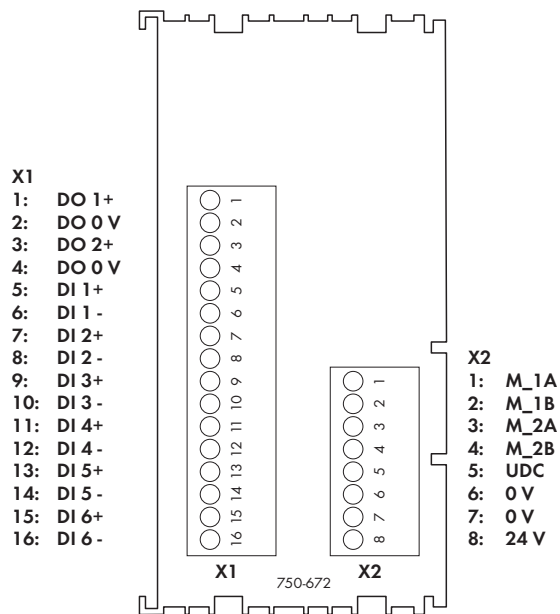 X1
1: DO 1+
2: DO 0 V
3: DO 2+
4: DO 0 V
5: DI 1+
6: DI 1 -
7: DI 2+
8: DI 2 -
9: DI 3+
10: DI 3 -
11: DI 4+
12: DI 4 -
13: DI 5+
14: DI 5 -
15: DI 6+
16: DI 6 -
1
2
3
4
5
6
7
8
9
10
11
12
13
14
15
16
X1
750-672
1
2
3
4
5
6
7
8
X2
X2
1: M_1A
2: M_1B
3: M_2A
4: M_2B
5: UDC
6: 0 V
7: 0 V
8: 24 V